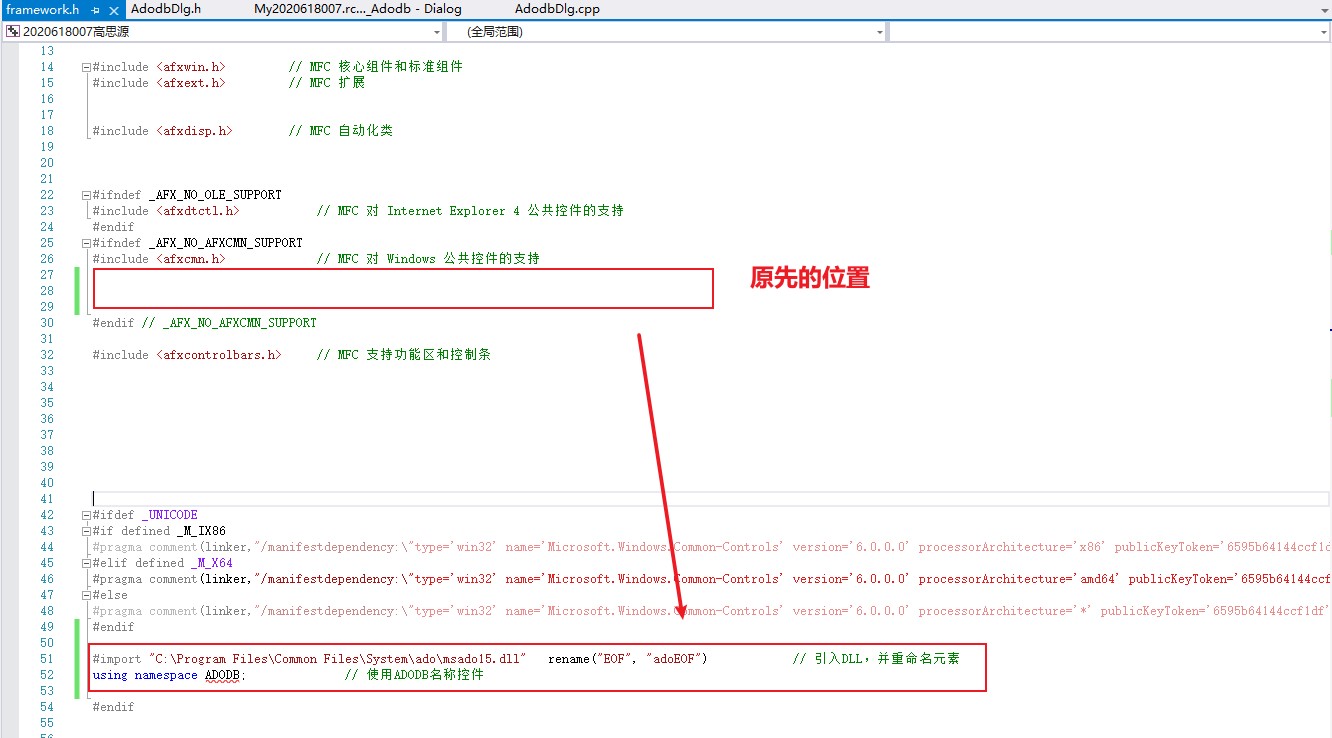 framework.h AdodbDlg.h My2020618007.rc..._Adodb - Dialog AdodbDlg.cpp
2020618007高思源 (全局范围)
13
14 #include <afxwin.h> // MFC 核心组件和标准组件
15 #include <afxext.h> // MFC 扩展
16
17
18 #include <afxdisp.h> // MFC 自动化类
19
20
21
22 #ifndef _AFX_NO_OLE_SUPPORT
23 #include <afxdtctl.h> // MFC 对 Internet Explorer 4 公共控件的支持
24 #endif
25 #ifndef _AFX_NO_AFXCMN_SUPPORT
26 #include <afxcmn.h> // MFC 对 Windows 公共控件的支持
27
原先的位置
28
29
30 #endif // _AFX_NO_AFXCMN_SUPPORT
31
32 #include <afxcontrolbars.h> // MFC 支持功能区和控制条
33
34
35
36
37
38
39
40
41
42 #ifdef _UNICODE
43 #if defined _M_IX86
44 #pragma comment(linker,"/manifestdependency:\"type='win32' name='Microsoft.Windows.Common-Controls' version='6.0.0.0' processorArchitecture='x86' publicKeyToken='6595b64144ccf1d
45 #elif defined _M_X64
46 #pragma comment(linker,"/manifestdependency:\"type='win32' name='Microsoft.Windows.Common-Controls' version='6.0.0.0' processorArchitecture='amd64' publicKeyToken='6595b64144ccf
47 #else
48 #pragma comment(linker,"/manifestdependency:\"type='win32' name='Microsoft.Windows.Common-Controls' version='6.0.0.0' processorArchitecture='*' publicKeyToken='6595b64144ccf1df'
49 #endif
50
51 #import "C:\Program Files\Common Files\System\ado\msado15.dll" rename("EOF", "adoEOF") // 引入DLL，并重命名元素
52 using namespace ADODB; // 使用ADODB名称控件
53
54 #endif
55
56